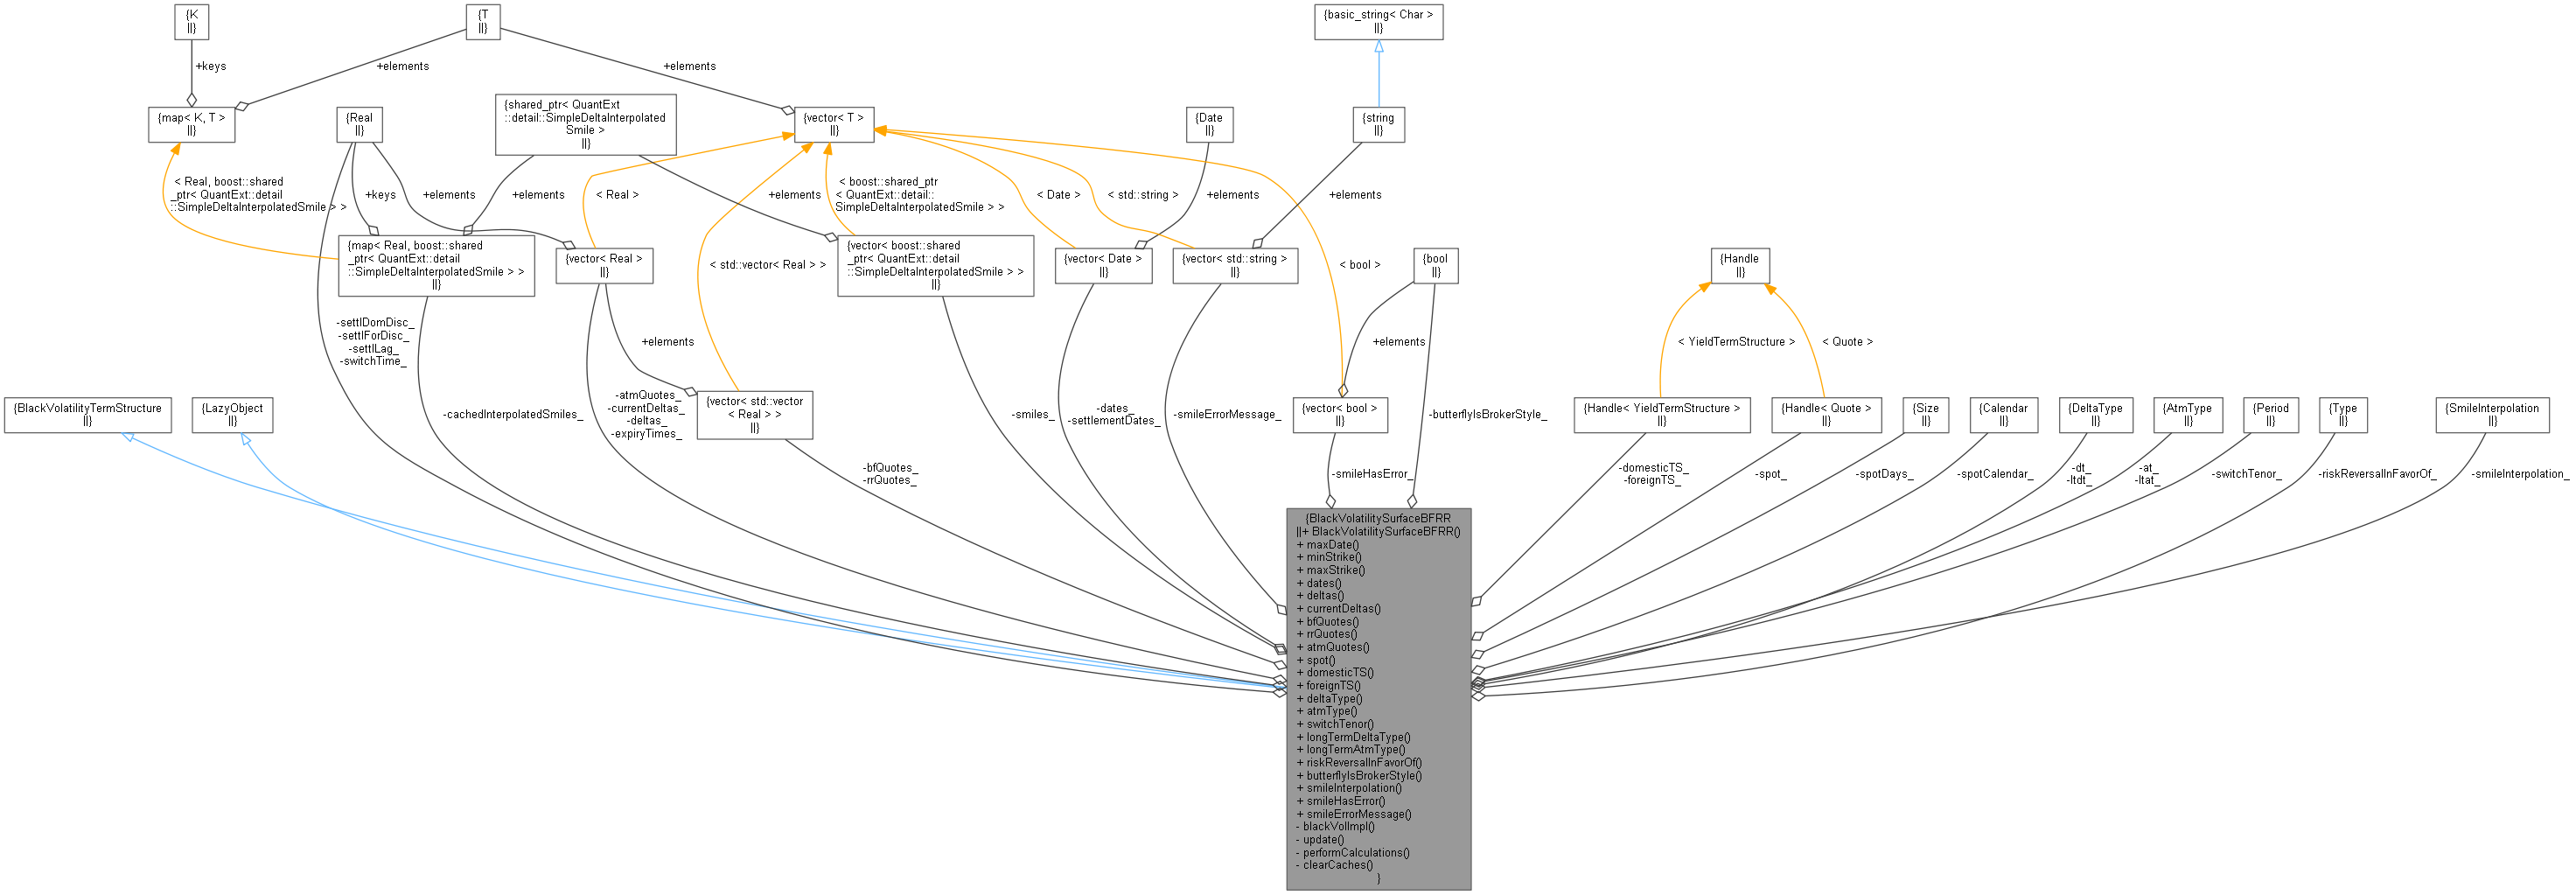 {K
||}
{T
||}
{basic_string< Char >
||}
+keys
+elements
+elements
{map< K, T >
||}
{Real
||}
{shared_ptr< QuantExt
::detail::SimpleDeltaInterpolated
Smile >
||}
{vector< T >
||}
{Date
||}
{string
||}
< Real, boost::shared
_ptr< QuantExt::detail
::SimpleDeltaInterpolatedSmile > >
+keys
+elements
+elements
< Real >
+elements
< boost::shared_ptr
< QuantExt::detail::
SimpleDeltaInterpolatedSmile > >
< Date >
< std::string >
+elements
+elements
{map< Real, boost::shared
_ptr< QuantExt::detail
::SimpleDeltaInterpolatedSmile > >
||}
{vector< Real >
||}
< std::vector< Real > >
{vector< boost::shared
_ptr< QuantExt::detail
::SimpleDeltaInterpolatedSmile > >
||}
{vector< Date >
||}
{vector< std::string >
||}
< bool >
{bool
||}
{Handle
||}
-settlDomDisc_
-settlForDisc_
-settlLag_
-switchTime_
+elements
+elements
< YieldTermStructure >
< Quote >
{BlackVolatilityTermStructure
||}
{LazyObject
||}
-cachedInterpolatedSmiles_
-atmQuotes_
-currentDeltas_
-deltas_
-expiryTimes_
{vector< std::vector
< Real > >
||}
-smiles_
-dates_
-settlementDates_
-smileErrorMessage_
{vector< bool >
||}
-butterflyIsBrokerStyle_
{Handle< YieldTermStructure >
||}
{Handle< Quote >
||}
{Size
||}
{Calendar
||}
{DeltaType
||}
{AtmType
||}
{Period
||}
{Type
||}
{SmileInterpolation
||}
-bfQuotes_
-rrQuotes_
-smileHasError_
-domesticTS_
-foreignTS_
-spot_
-spotDays_
-spotCalendar_
-dt_
-ltdt_
-at_
-ltat_
-switchTenor_
-riskReversalInFavorOf_
-smileInterpolation_
{BlackVolatilitySurfaceBFRR
||+ BlackVolatilitySurfaceBFRR()
+ maxDate()
+ minStrike()
+ maxStrike()
+ dates()
+ deltas()
+ currentDeltas()
+ bfQuotes()
+ rrQuotes()
+ atmQuotes()
+ spot()
+ domesticTS()
+ foreignTS()
+ deltaType()
+ atmType()
+ switchTenor()
+ longTermDeltaType()
+ longTermAtmType()
+ riskReversalInFavorOf()
+ butterflyIsBrokerStyle()
+ smileInterpolation()
+ smileHasError()
+ smileErrorMessage()
- blackVolImpl()
- update()
- performCalculations()
- clearCaches()
}